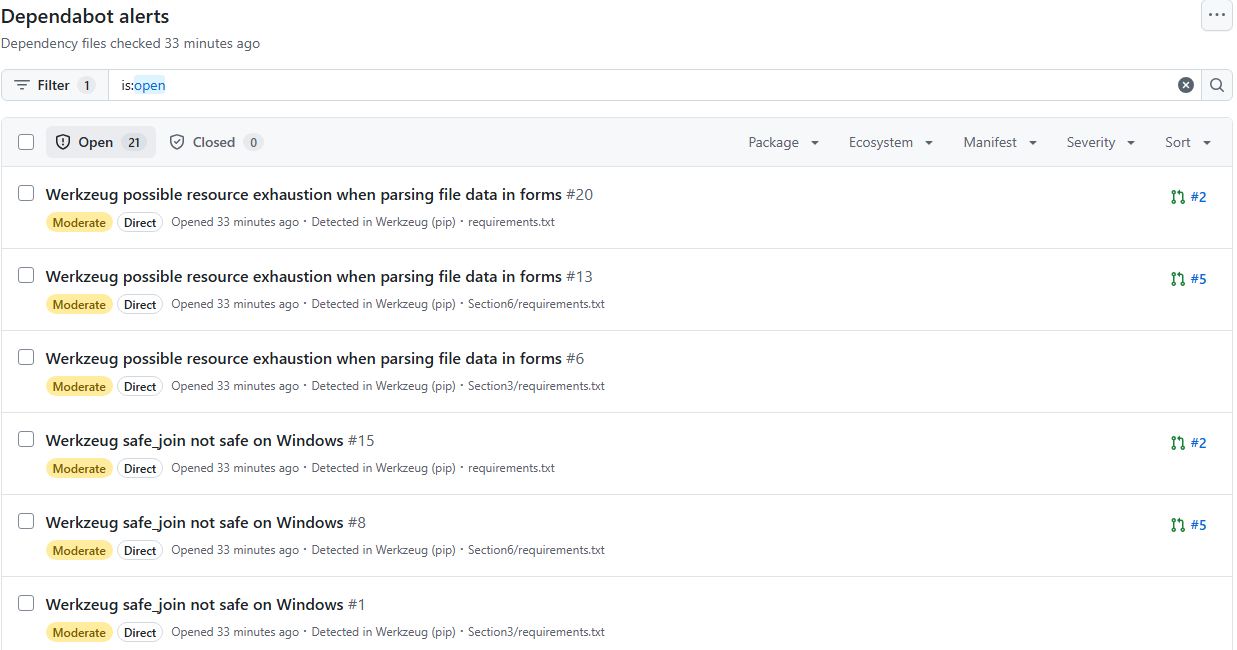 Dependabot alerts
Dependency files checked 33 minutes ago
Filter 1 is:open
Open 21 Closed 0 Package Ecosystem Manifest Severity Sort
Werkzeug possible resource exhaustion when parsing file data in forms #20 #2
Moderate Direct Opened 33 minutes ago · Detected in Werkzeug (pip) · requirements.txt
Werkzeug possible resource exhaustion when parsing file data in forms #13 #5
Moderate Direct Opened 33 minutes ago · Detected in Werkzeug (pip) · Section6/requirements.txt
Werkzeug possible resource exhaustion when parsing file data in forms #6
Moderate Direct Opened 33 minutes ago · Detected in Werkzeug (pip) · Section3/requirements.txt
Werkzeug safe_join not safe on Windows #15 #2
Moderate Direct Opened 33 minutes ago · Detected in Werkzeug (pip) · requirements.txt
Werkzeug safe_join not safe on Windows #8 #5
Moderate Direct Opened 33 minutes ago · Detected in Werkzeug (pip) · Section6/requirements.txt
Werkzeug safe_join not safe on Windows #1
Moderate Direct Opened 33 minutes ago · Detected in Werkzeug (pip) · Section3/requirements.txt